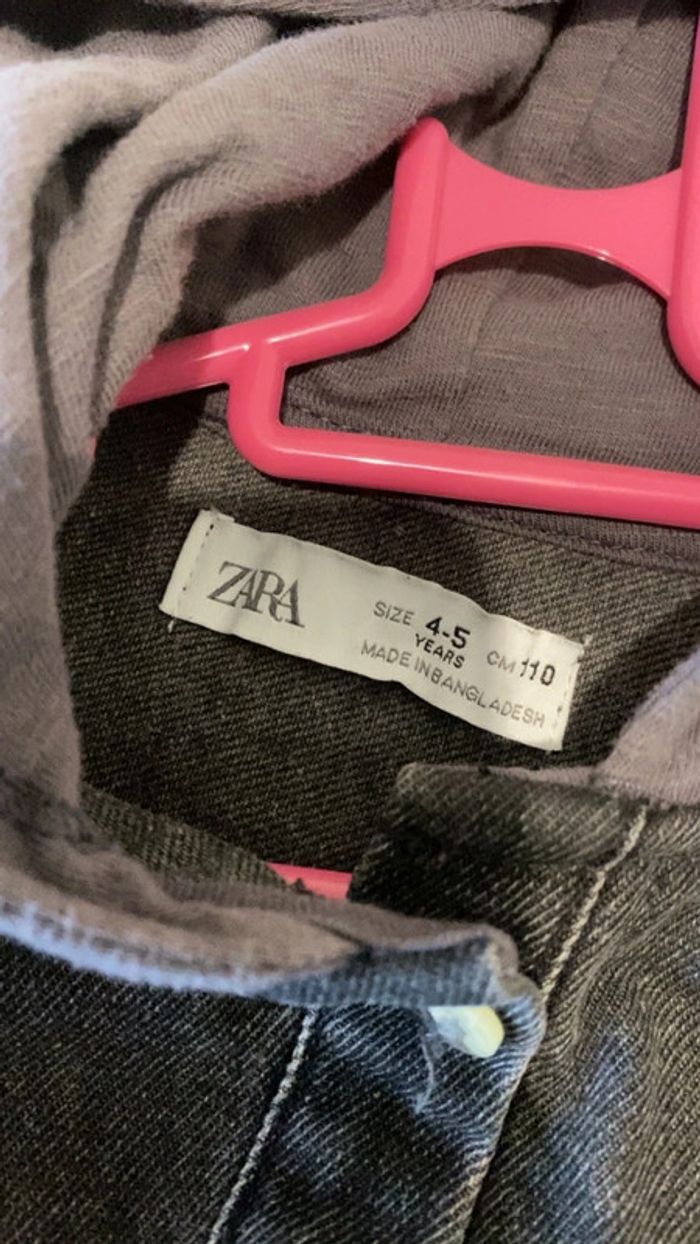 ZARA
SIZE 4-5 CM 110
YEARS
MADE IN BANGLADESH